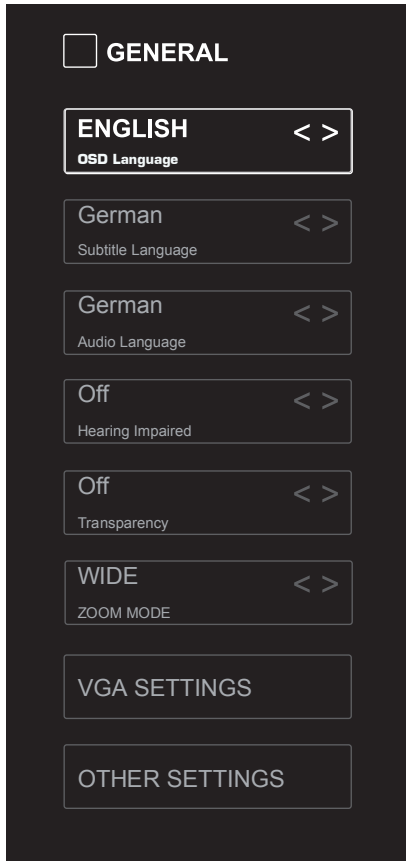 GENERAL
ENGLISH < >
OSD Language
German < >
Subtitle Language
German < >
Audio Language
Off < >
Hearing Impaired
Off < >
Transparency
WIDE < >
ZOOM MODE
VGA SETTINGS
OTHER SETTINGS